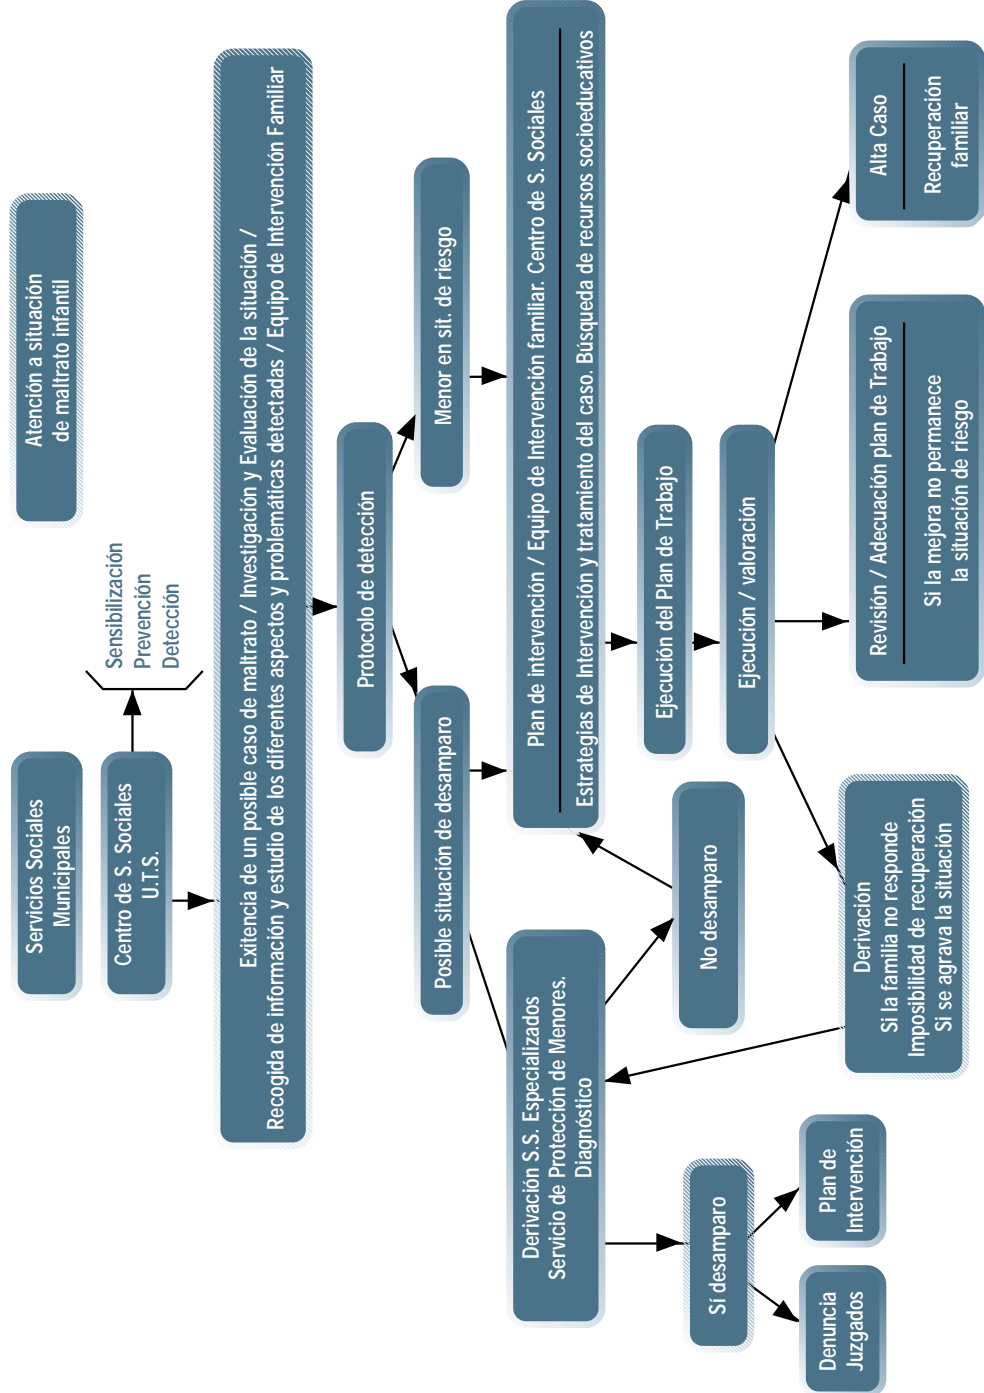 Atención a situación
de maltrato infantil
Servicios Sociales
Municipales
Centro de S. Sociales
U.T.S.
Sensibilización
Prevención
Detección
Exitencia de un posible caso de maltrato / Investigación y Evaluación de la situación /
Recogida de información y estudio de los diferentes aspectos y problemáticas detectadas / Equipo de Intervención Familiar
Protocolo de detección
Posible situación de desamparo
Menor en sit. de riesgo
Derivación S.S. Especializados
Servicio de Protección de Menores.
Diagnóstico
Plan de intervención / Equipo de Intervención familiar. Centro de S. Sociales
Estrategias de Intervención y tratamiento del caso. Búsqueda de recursos socioeducativos
Ejecución del Plan de Trabajo
Sí desamparo
No desamparo
Ejecución / valoración
Denuncia
Juzgados
Plan de
Intervención
Derivación
Si la familia no responde
Imposibilidad de recuperación
Si se agrava la situación
Revisión / Adecuación plan de Trabajo
Si la mejora no permanece
la situación de riesgo
Alta Caso
Recuperación
familiar